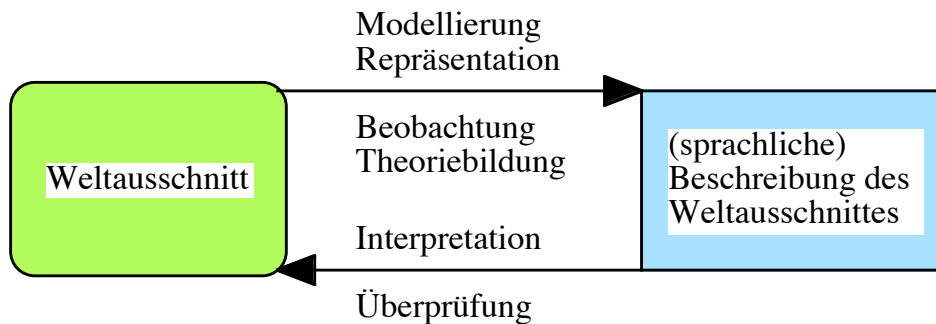 Modellierung
Repräsentation
Weltausschnitt
Beobachtung
Theoriebildung
(sprachliche)
Beschreibung des
Weltausschnittes
Interpretation
Überprüfung